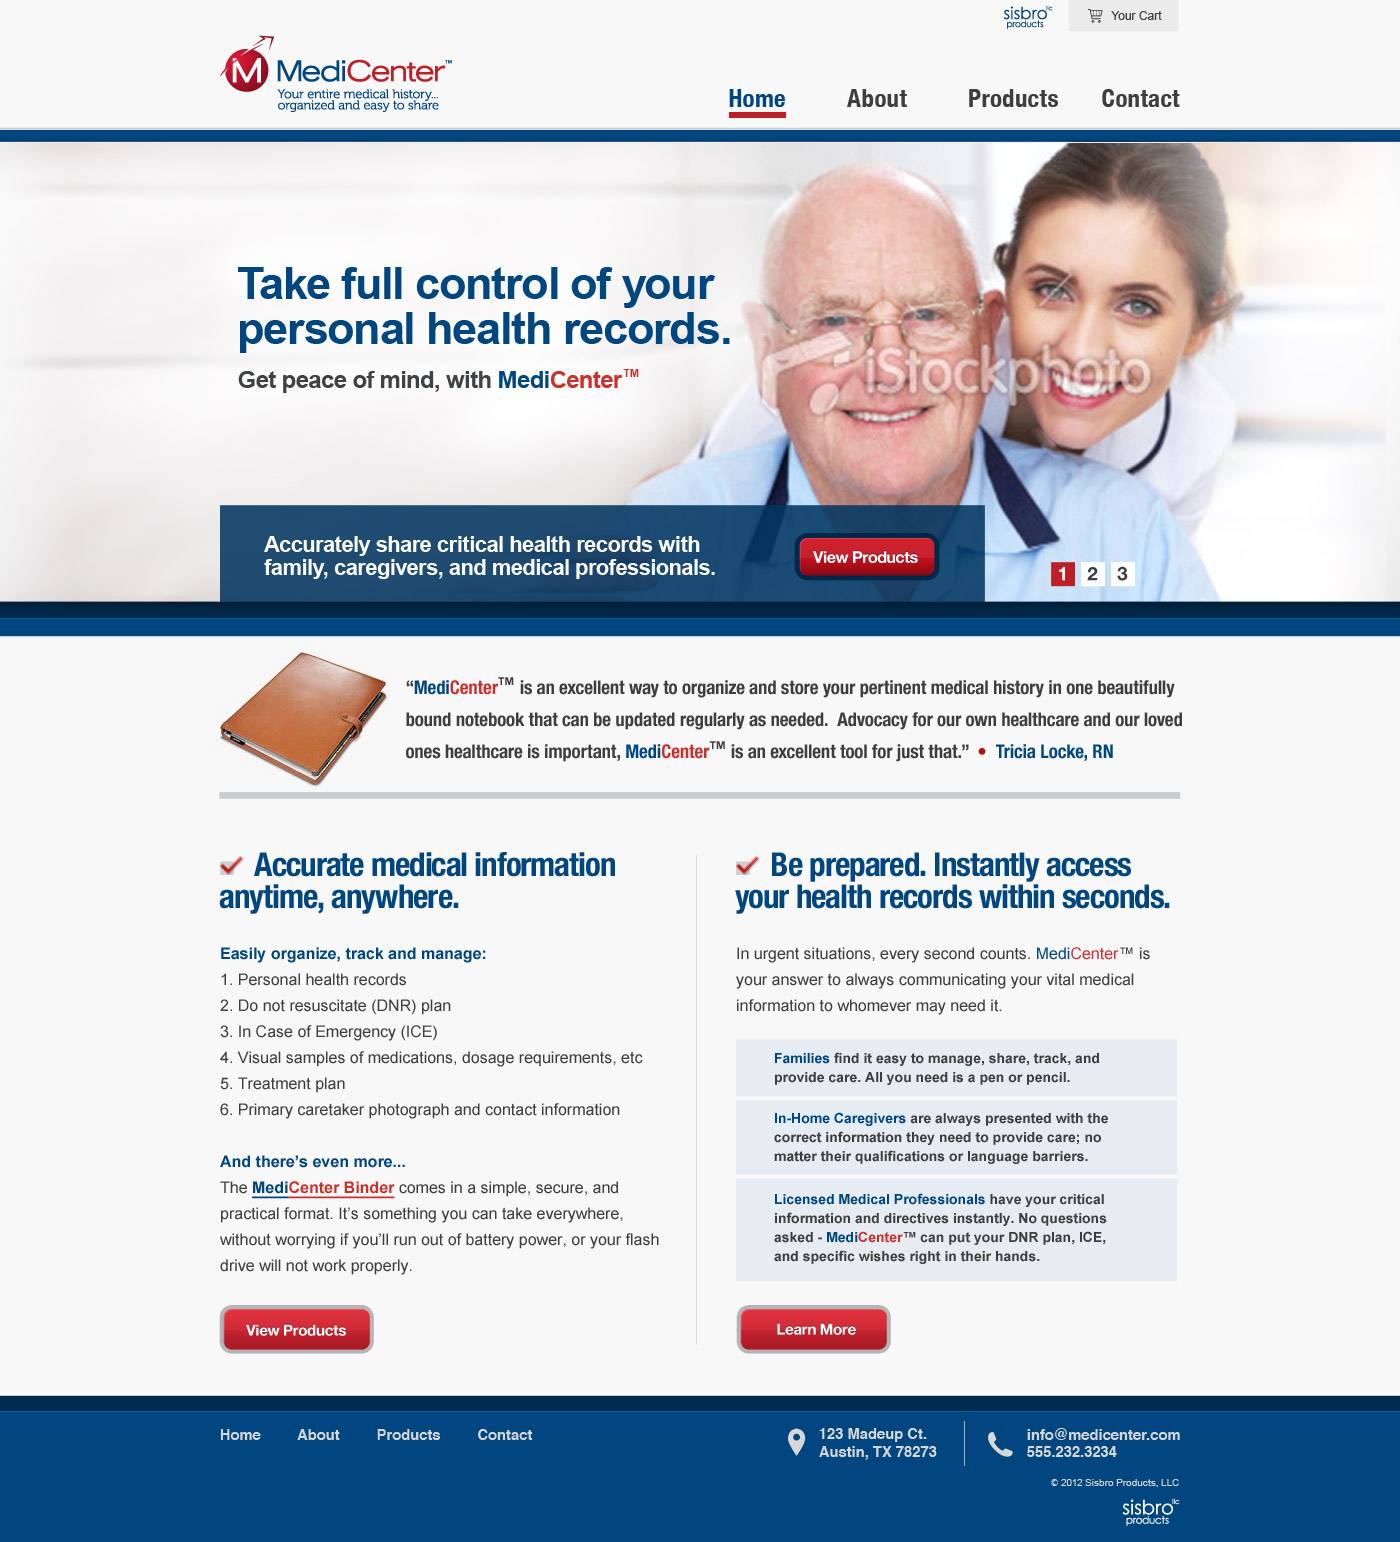 sisbro llc
products
Your Cart
M MediCenter™
Your entire medical history...
organized and easy to share
Home About Products Contact
Take full control of your
personal health records.
Get peace of mind, with MediCenter™
iStockphoto
Accurately share critical health records with
family, caregivers, and medical professionals.
View Products
1 2 3
“MediCenter™ is an excellent way to organize and store your pertinent medical history in one beautifully
bound notebook that can be updated regularly as needed. Advocacy for our own healthcare and our loved
ones healthcare is important, MediCenter™ is an excellent tool for just that.” • Tricia Locke, RN
Accurate medical information
anytime, anywhere.
Easily organize, track and manage:
1. Personal health records
2. Do not resuscitate (DNR) plan
3. In Case of Emergency (ICE)
4. Visual samples of medications, dosage requirements, etc
5. Treatment plan
6. Primary caretaker photograph and contact information
And there’s even more...
The MediCenter Binder comes in a simple, secure, and
practical format. It’s something you can take everywhere,
without worrying if you’ll run out of battery power, or your flash
drive will not work properly.
View Products
Be prepared. Instantly access
your health records within seconds.
In urgent situations, every second counts. MediCenter™ is
your answer to always communicating your vital medical
information to whomever may need it.
Families find it easy to manage, share, track, and
provide care. All you need is a pen or pencil.
In-Home Caregivers are always presented with the
correct information they need to provide care; no
matter their qualifications or language barriers.
Licensed Medical Professionals have your critical
information and directives instantly. No questions
asked - MediCenter™ can put your DNR plan, ICE,
and specific wishes right in their hands.
Learn More
Home About Products Contact
123 Madeup Ct.
Austin, TX 78273
info@medicenter.com
555.232.3234
© 2012 Sisbro Products, LLC
sisbro llc
products